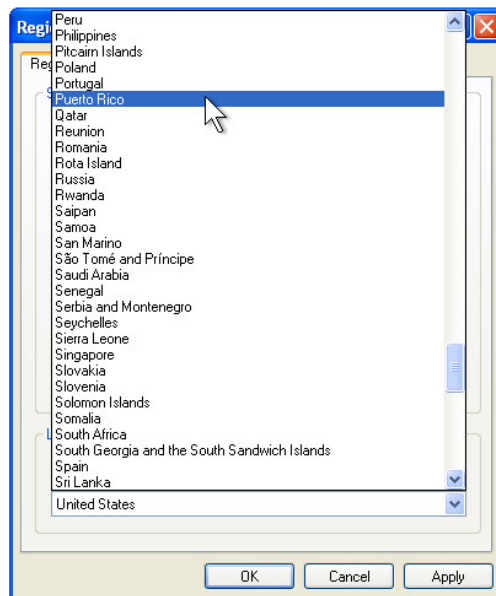 Regi
Reg
S
Peru
Philippines
Pitcairn Islands
Poland
Portugal
Puerto Rico
Qatar
Reunion
Romania
Rota Island
Russia
Rwanda
Saipan
Samoa
San Marino
São Tomé and Príncipe
Saudi Arabia
Senegal
Serbia and Montenegro
Seychelles
Sierra Leone
Singapore
Slovakia
Slovenia
Solomon Islands
Somalia
South Africa
South Georgia and the South Sandwich Islands
Spain
Sri Lanka
L
United States
OK Cancel Apply